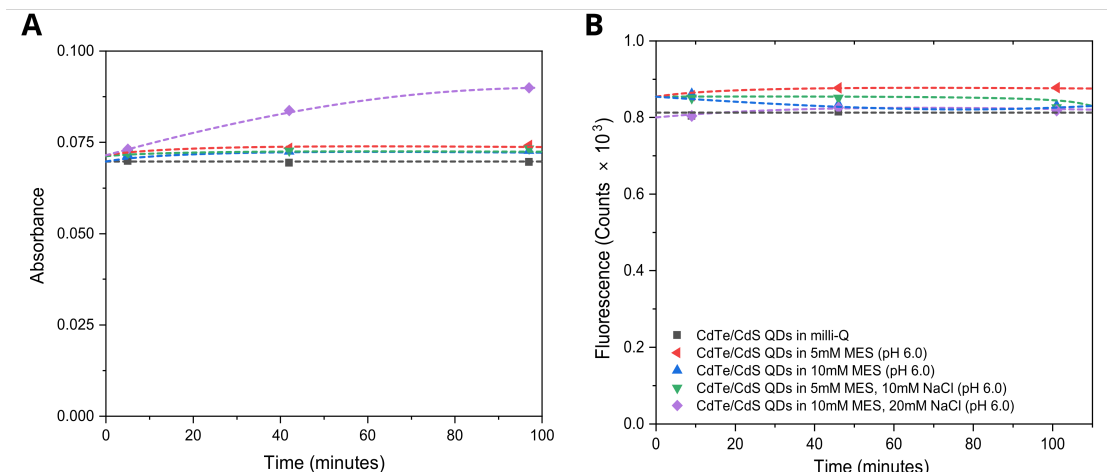 A
B
0.100
0.075
0.050
0.025
0.000
Absorbance
0
20
40
60
80
100
Time (minutes)
1.0
0.8
0.6
0.4
0.2
0.0
Fluorescence (Counts × 10³)
CdTe/CdS QDs in milli-Q
CdTe/CdS QDs in 5mM MES (pH 6.0)
CdTe/CdS QDs in 10mM MES (pH 6.0)
CdTe/CdS QDs in 5mM MES, 10mM NaCl (pH 6.0)
CdTe/CdS QDs in 10mM MES, 20mM NaCl (pH 6.0)
0
20
40
60
80
100
Time (minutes)